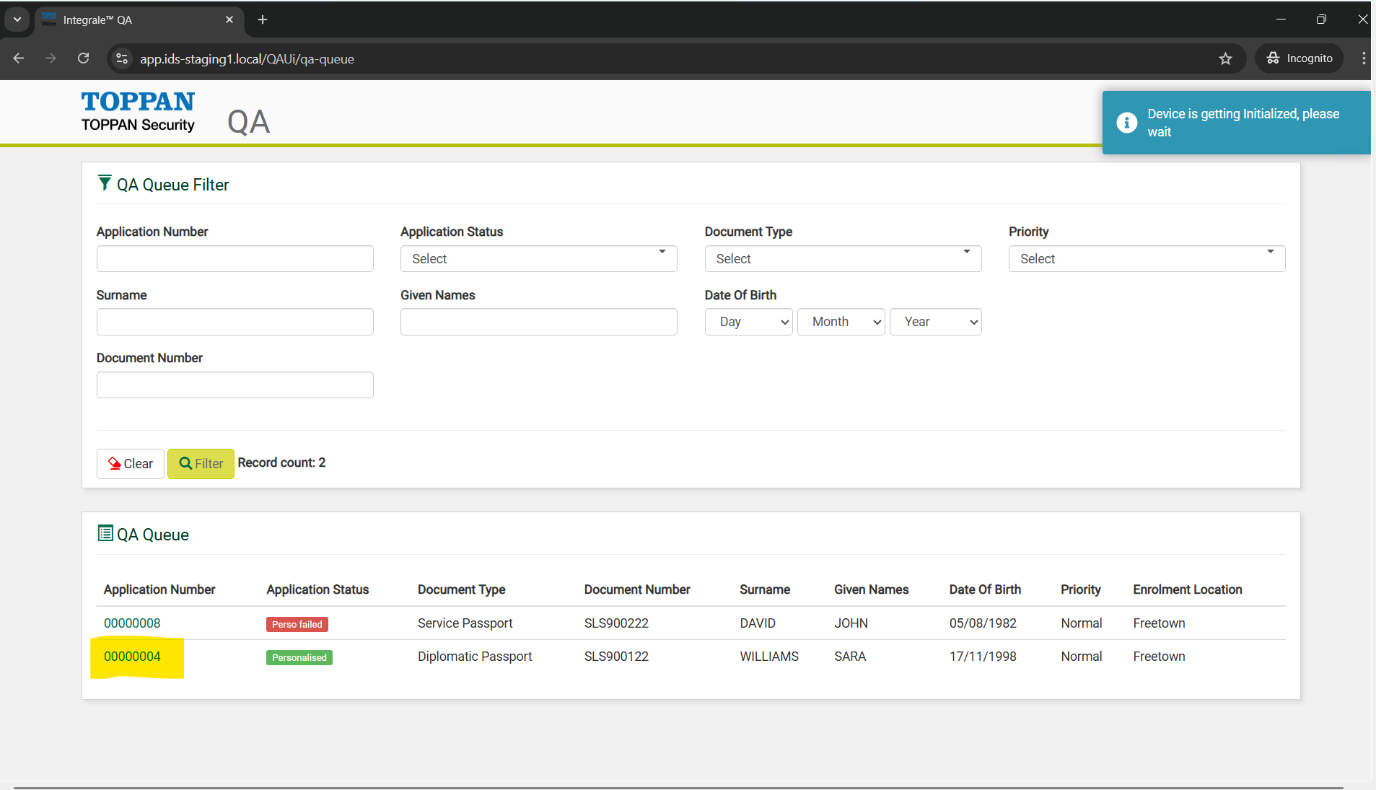 Integrale™ QA
app.ids-staging1.local/QAUi/qa-queue
Incognito
TOPPAN
TOPPAN Security
QA
Device is getting Initialized, please
wait
QA Queue Filter
Application Number
Application Status
Document Type
Priority
Select
Select
Select
Surname
Given Names
Date Of Birth
Day
Month
Year
Document Number
Clear
Filter
Record count: 2
QA Queue
Application Number Application Status Document Type Document Number Surname Given Names Date Of Birth Priority Enrolment Location
00000008 Perso failed Service Passport SLS900222 DAVID JOHN 05/08/1982 Normal Freetown
00000004 Personalised Diplomatic Passport SLS900122 WILLIAMS SARA 17/11/1998 Normal Freetown